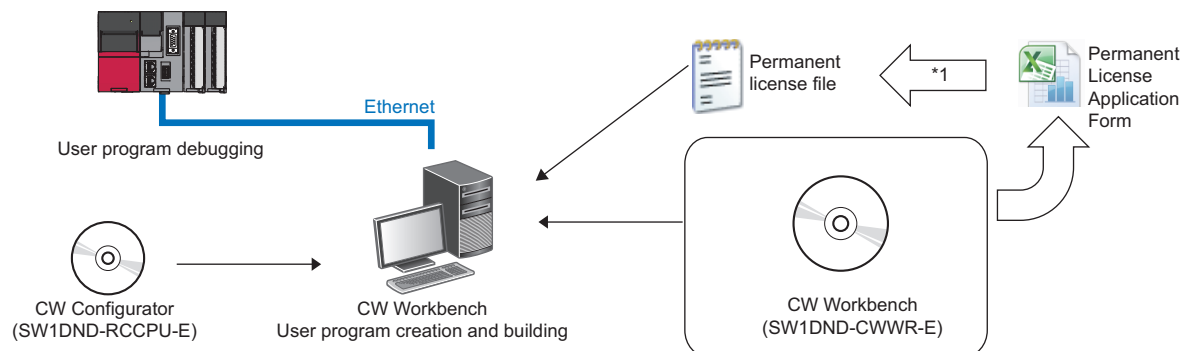 Ethernet
User program debugging
CW Configurator
(SW1DND-RCCPU-E)
CW Workbench
User program creation and building
Permanent
license file
*1
Permanent
License
Application
Form
CW Workbench
(SW1DND-CWWR-E)